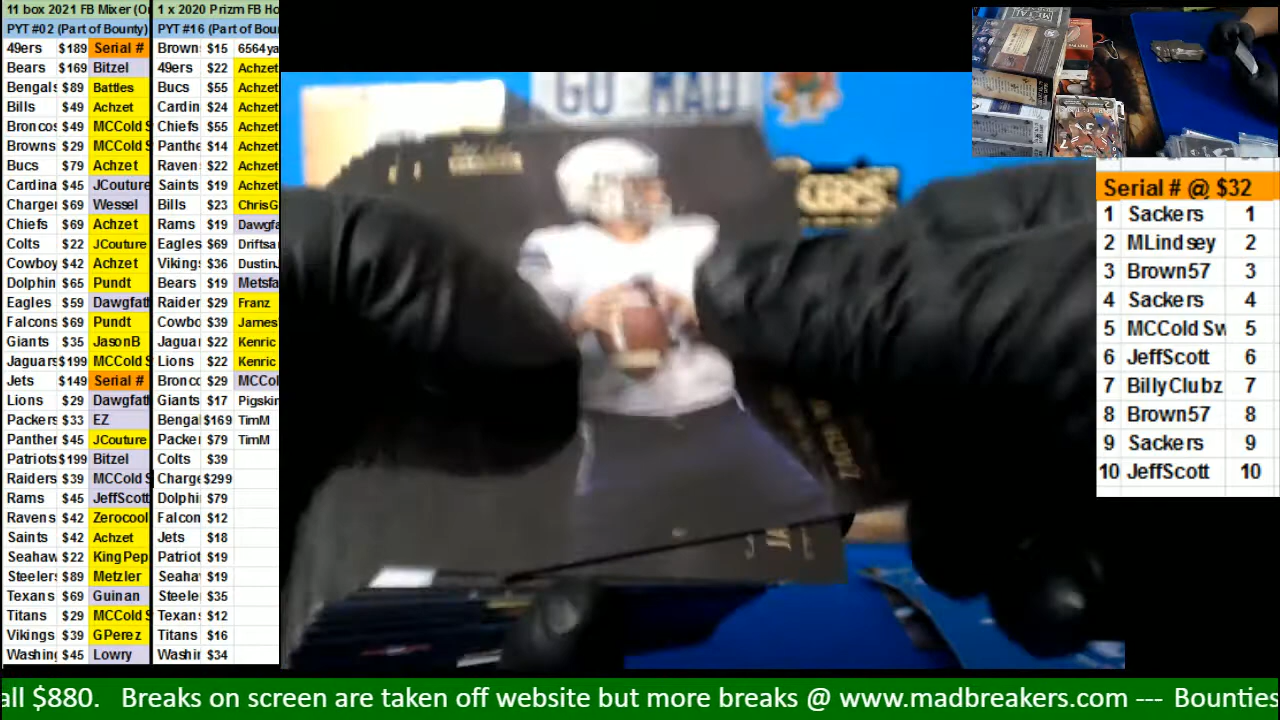 11 box 2021 FB Mixer (O
PYT #02 (Part of Bounty)
49ers $189 Serial #
Bears $169 Bitzel
Bengals $89 Battles
Bills $49 Achzet
Broncos $49 MCCold S
Browns $29 MCCold S
Bucs $79 Achzet
Cardina $45 JCouture
Charge $69 Wessel
Chiefs $69 Achzet
Colts $22 JCouture
Cowboy $42 Achzet
Dolphin $65 Pundt
Eagles $59 Dawgfath
Falcons $69 Pundt
Giants $35 JasonB
Jaguars $199 MCCold S
Jets $149 Serial #
Lions $29 Dawgfath
Packers $33 EZ
Panther $45 JCouture
Patriots $199 Bitzel
Raiders $39 MCCold S
Rams $45 JeffScott
Ravens $42 Zerocool
Saints $42 Achzet
Seahaw $22 KingPep
Steelers $89 Metzler
Texans $69 Guinan
Titans $29 MCCold S
Vikings $39 GPerez
Washing $45 Lowry
1 x 2020 Prizm FB Ho
PYT #16 (Part of Bou
Brown $15 6564ya
49ers $22 Achzet
Bucs $55 Achzet
Cardin $24 Achzet
Chiefs $55 Achzet
Panthe $14 Achzet
Raven $22 Achzet
Saints $19 Achzet
Bills $23 ChrisG
Rams $19 Dawgfa
Eagles $69 Driftsa
Viking $36 DustinJ
Bears $19 Metsfa
Raider $29 Franz
Cowbo $39 James
Jagua $22 Kenric
Lions $22 Kenric
Bronc $29 MCCol
Giants $17 Pigskin
Benga $169 TimM
Packe $79 TimM
Colts $39
Charge $299
Dolphi $79
Falcon $12
Jets $18
Patriot $19
Seaha $19
Steele $35
Texan $12
Titans $16
Washi $34
GO MAD
Serial # @ $32
1 Sackers 1
2 MLindsey 2
3 Brown57 3
4 Sackers 4
5 MCCold Sw 5
6 JeffScott 6
7 BillyClubz 7
8 Brown57 8
9 Sackers 9
10 JeffScott 10
all $880. Breaks on screen are taken off website but more breaks @ www.madbreakers.com --- Bounties